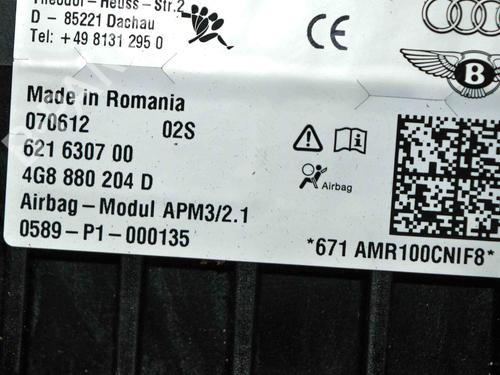 Theodor-Heuss-Str.2
D - 85221 Dachau
Tel: +49 8131 295 0
CE
B
Made in Romania
070612 02S
621 6307 00
4G8 880 204 D
Airbag
Airbag-Modul APM3/2.1
0589-P1-000135
*671 AMR100CNIF8*